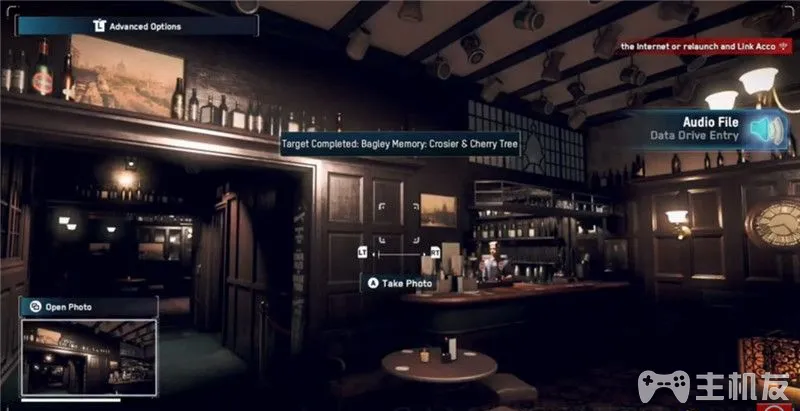 Advanced Options
the Internet or relaunch and Link Acco
Audio File
Data Drive Entry
Target Completed: Bagley Memory: Crosier & Cherry Tree
LT
RT
A Take Photo
Open Photo
主机友